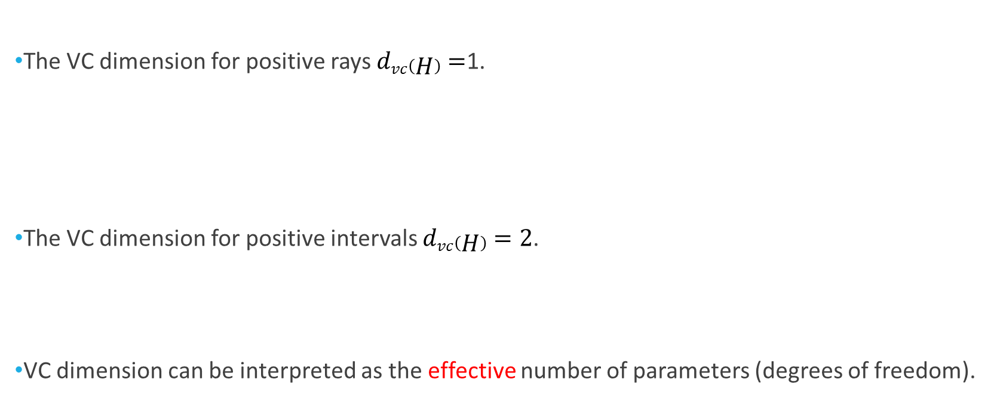 •The VC dimension for positive rays $d_{vc(H)}$ =1.
•The VC dimension for positive intervals $d_{vc(H)}$ = 2.
•VC dimension can be interpreted as the effective number of parameters (degrees of freedom).